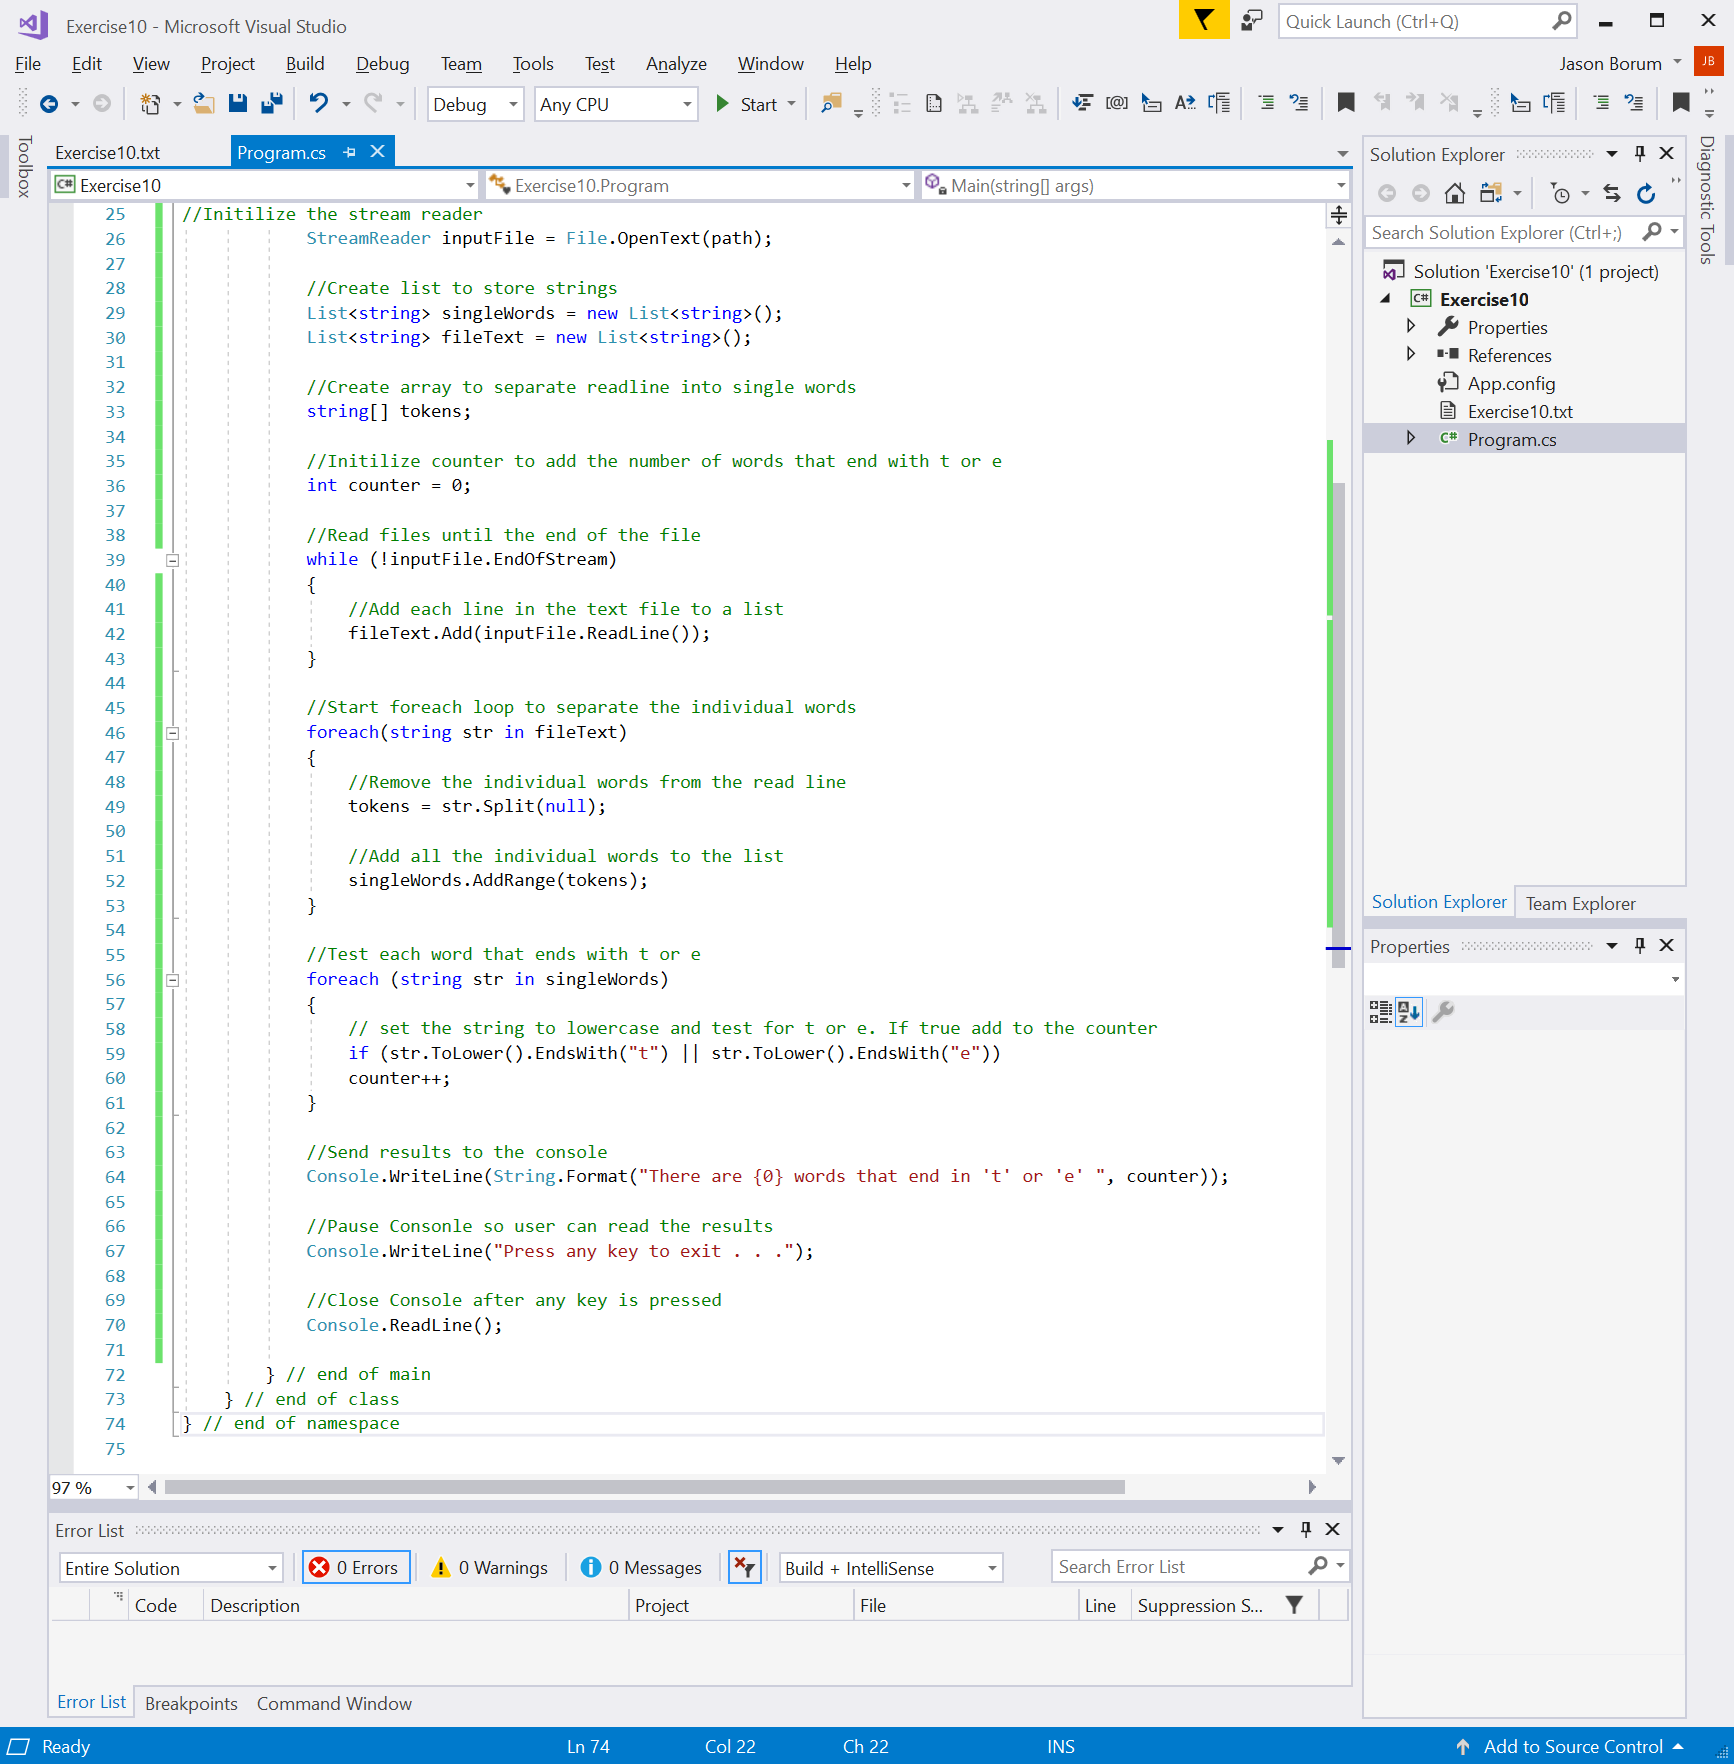 Exercise10 - Microsoft Visual Studio
Quick Launch (Ctrl+Q)
File Edit View Project Build Debug Team Tools Test Analyze Window Help
Jason Borum JB
Debug Any CPU Start
Toolbox
Exercise10.txt Program.cs
Exercise10 Exercise10.Program Main(string[] args)
25 //Initilize the stream reader
26 StreamReader inputFile = File.OpenText(path);
27
28 //Create list to store strings
29 List<string> singleWords = new List<string>();
30 List<string> fileText = new List<string>();
31
32 //Create array to separate readline into single words
33 string[] tokens;
34
35 //Initilize counter to add the number of words that end with t or e
36 int counter = 0;
37
38 //Read files until the end of the file
39 while (!inputFile.EndOfStream)
40 {
41 //Add each line in the text file to a list
42 fileText.Add(inputFile.ReadLine());
43 }
44
45 //Start foreach loop to separate the individual words
46 foreach(string str in fileText)
47 {
48 //Remove the individual words from the read line
49 tokens = str.Split(null);
50
51 //Add all the individual words to the list
52 singleWords.AddRange(tokens);
53 }
54
55 //Test each word that ends with t or e
56 foreach (string str in singleWords)
57 {
58 // set the string to lowercase and test for t or e. If true add to the counter
59 if (str.ToLower().EndsWith("t") || str.ToLower().EndsWith("e"))
60 counter++;
61 }
62
63 //Send results to the console
64 Console.WriteLine(String.Format("There are {0} words that end in 't' or 'e' ", counter));
65
66 //Pause Consonle so user can read the results
67 Console.WriteLine("Press any key to exit . . .");
68
69 //Close Console after any key is pressed
70 Console.ReadLine();
71
72 } // end of main
73 } // end of class
74 } // end of namespace
75
97 %
Solution Explorer
Search Solution Explorer (Ctrl+;)
Solution 'Exercise10' (1 project)
C# Exercise10
Properties
References
App.config
Exercise10.txt
C# Program.cs
Solution Explorer Team Explorer
Properties
Diagnostic Tools
Error List
Entire Solution 0 Errors 0 Warnings 0 Messages Build + IntelliSense Search Error List
Code Description Project File Line Suppression S...
Error List Breakpoints Command Window
Ready Ln 74 Col 22 Ch 22 INS Add to Source Control